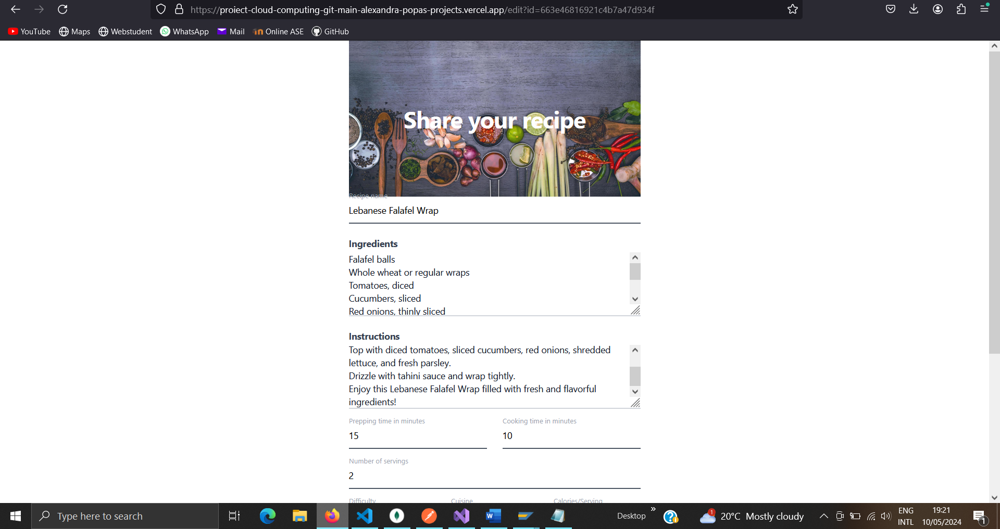 https://proiect-cloud-computing-git-main-alexandra-popas-projects.vercel.app/edit?id=663e46816921c4b7a47d934f
YouTube Maps Webstudent WhatsApp Mail Online ASE GitHub
Share your recipe
Recipe name
Lebanese Falafel Wrap
Ingredients
Falafel balls
Whole wheat or regular wraps
Tomatoes, diced
Cucumbers, sliced
Red onions, thinly sliced
Instructions
Top with diced tomatoes, sliced cucumbers, red onions, shredded
lettuce, and fresh parsley.
Drizzle with tahini sauce and wrap tightly.
Enjoy this Lebanese Falafel Wrap filled with fresh and flavorful
ingredients!
Prepping time in minutes Cooking time in minutes
15 10
Number of servings
2
Difficulty Cuisine Calories/Serving
Type here to search
Desktop
1
20°C Mostly cloudy
ENG
INTL
19:21
10/05/2024
1